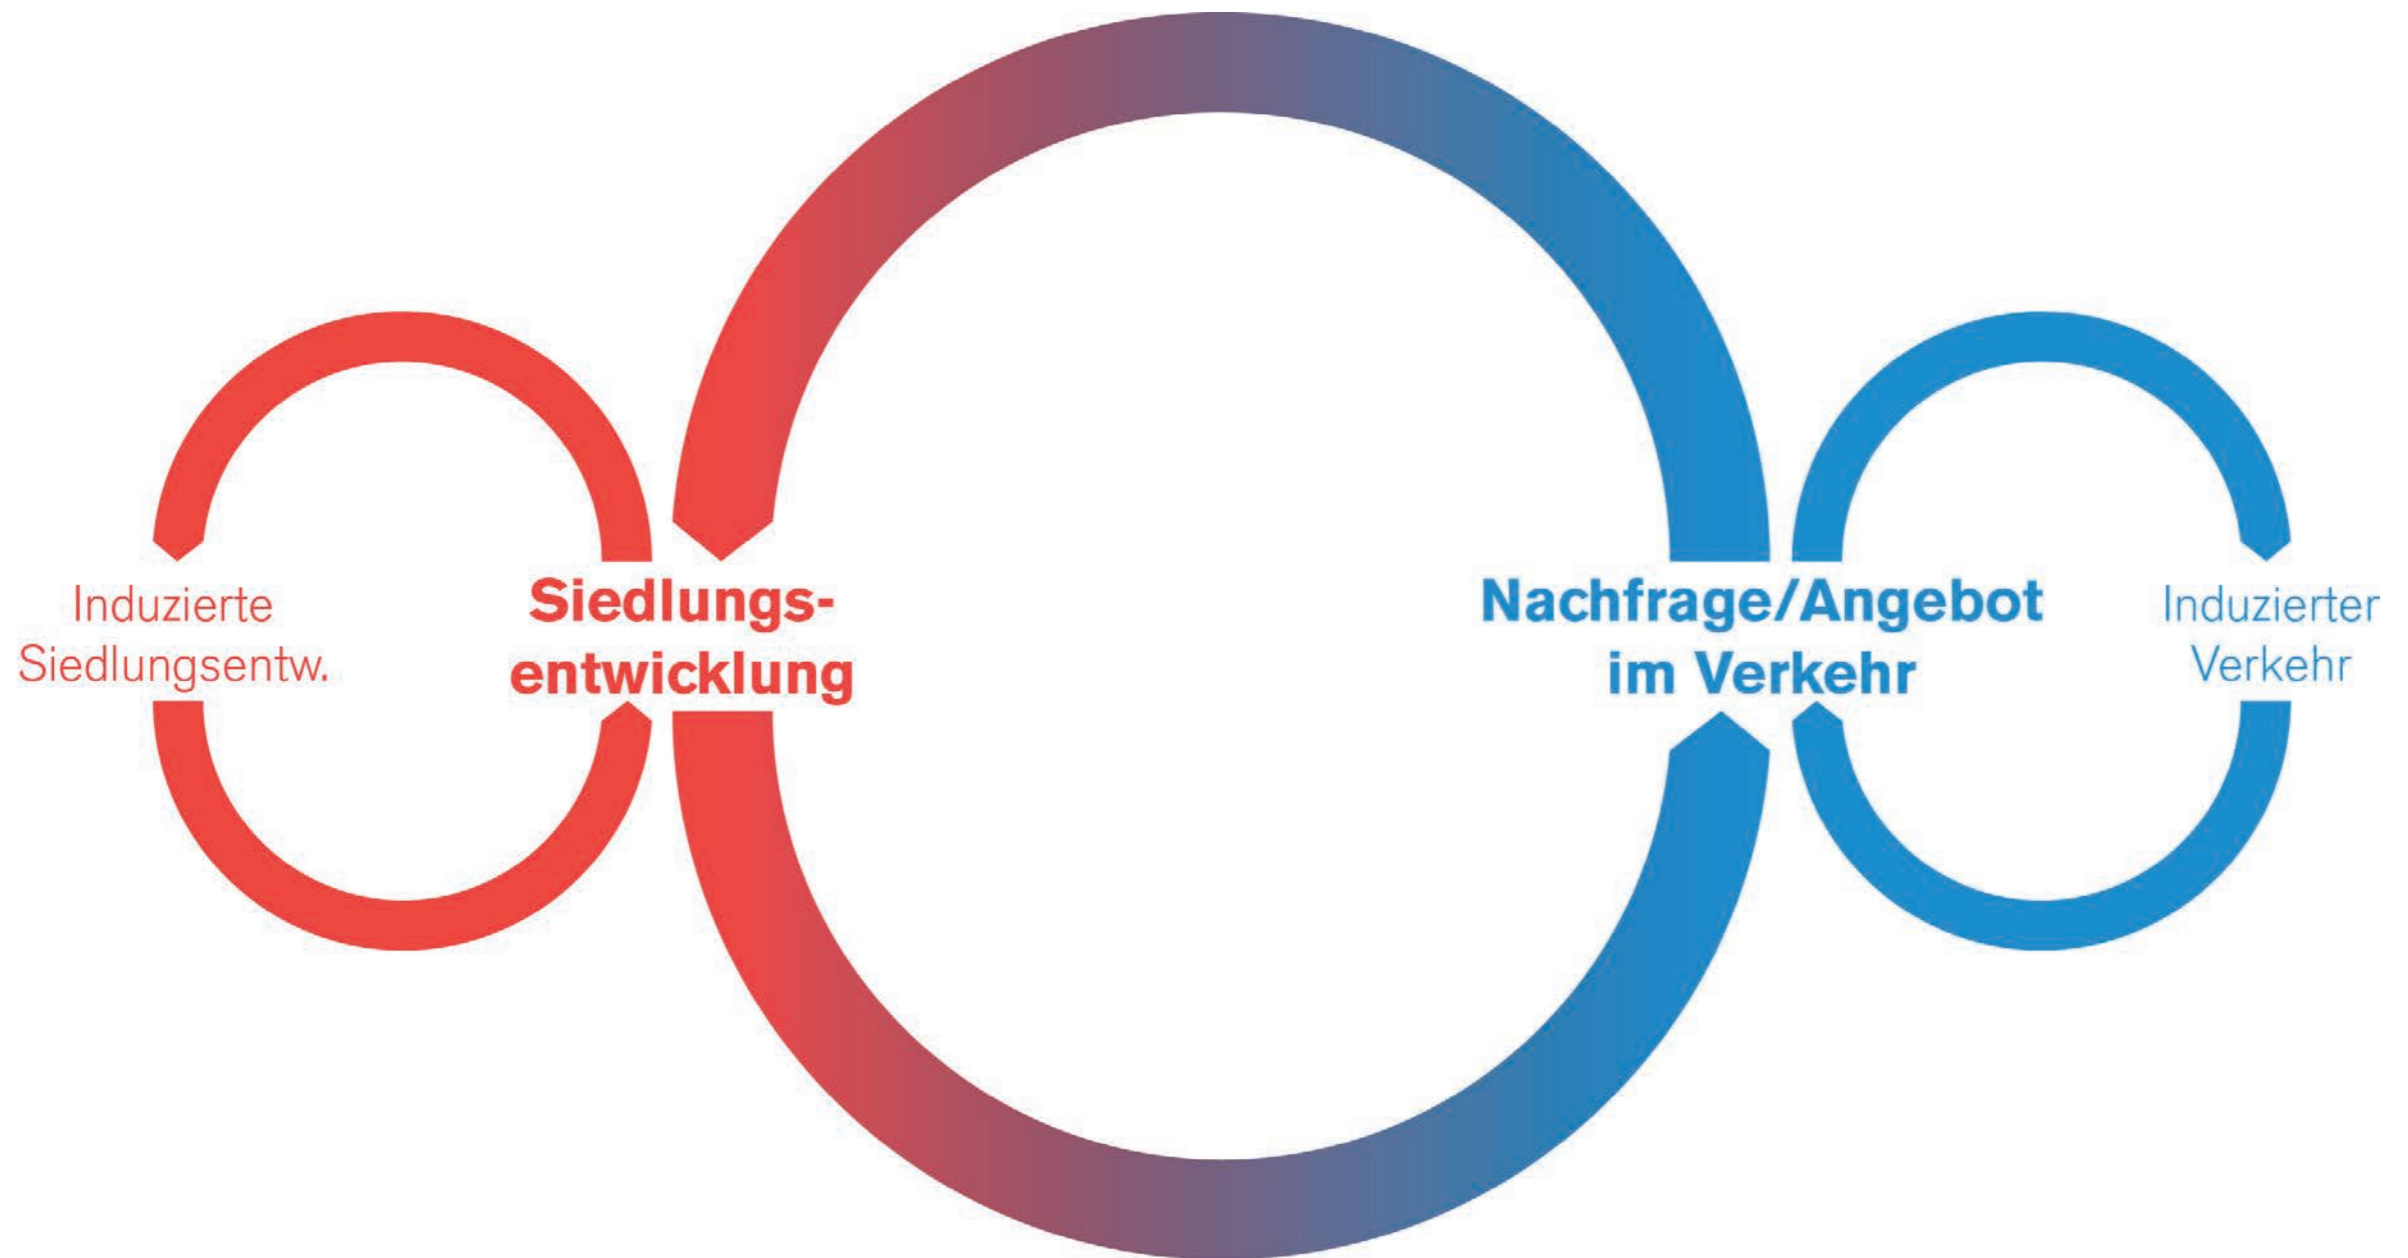 Induzierte
Siedlungsentw.
Siedlungs-
entwicklung
Nachfrage/Angebot
im Verkehr
Induzierter
Verkehr